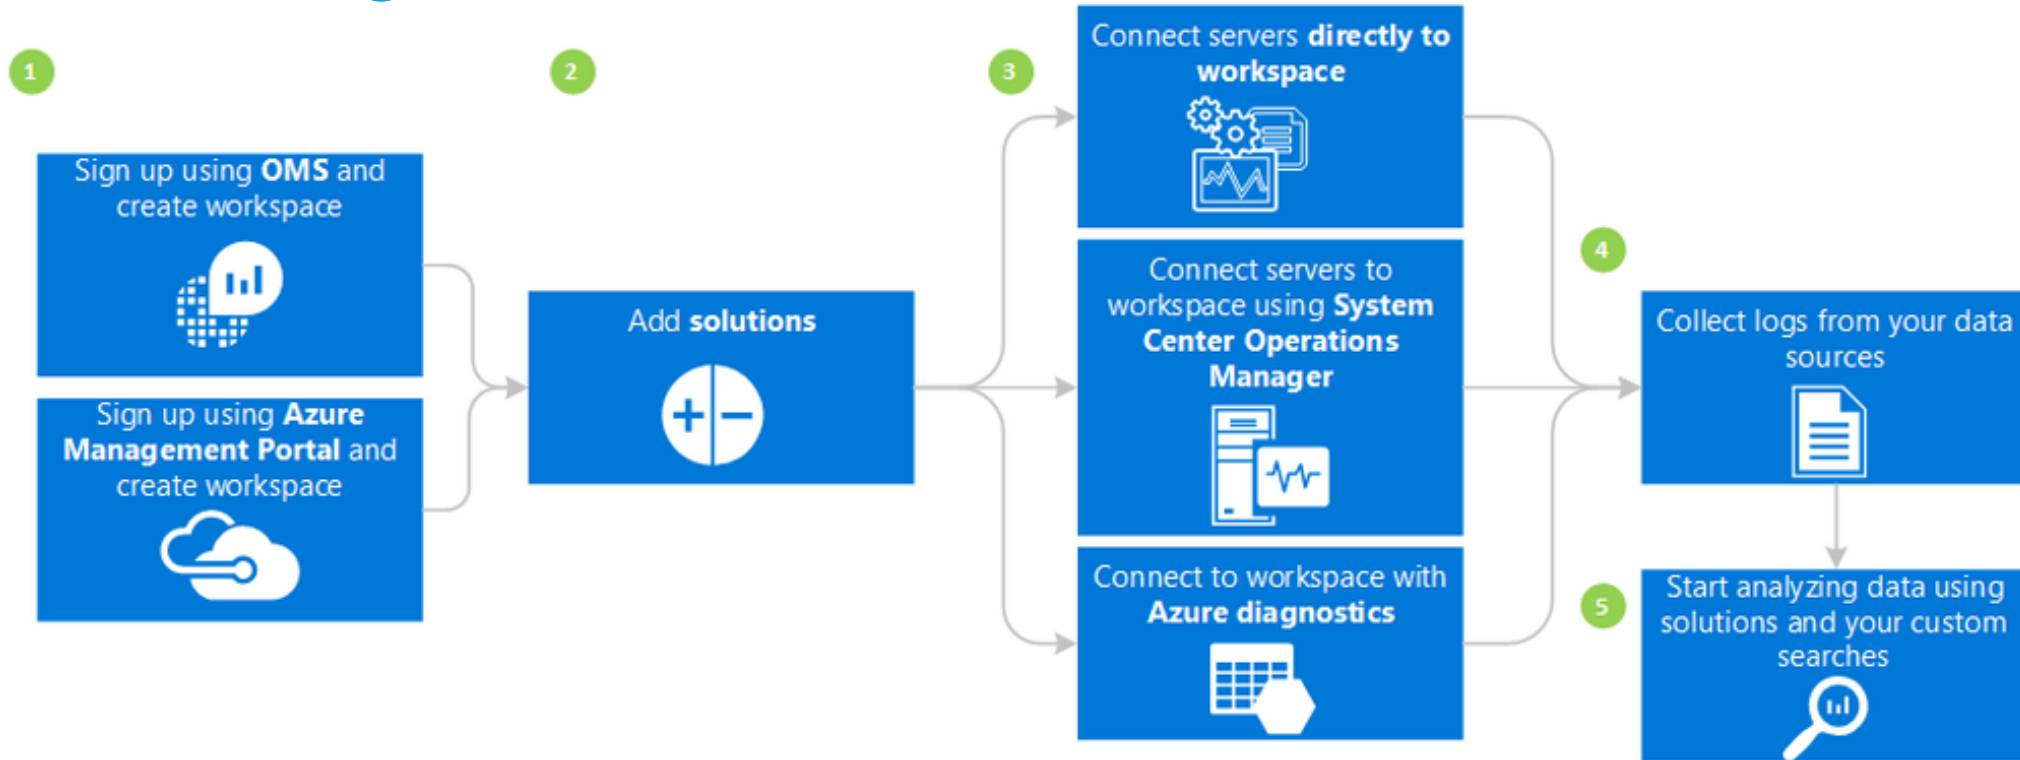 1
Sign up using OMS and
create workspace
Sign up using Azure
Management Portal and
create workspace
2
Add solutions
3
Connect servers directly to
workspace
Connect servers to
workspace using System
Center Operations
Manager
Connect to workspace with
Azure diagnostics
4
Collect logs from your data
sources
5
Start analyzing data using
solutions and your custom
searches